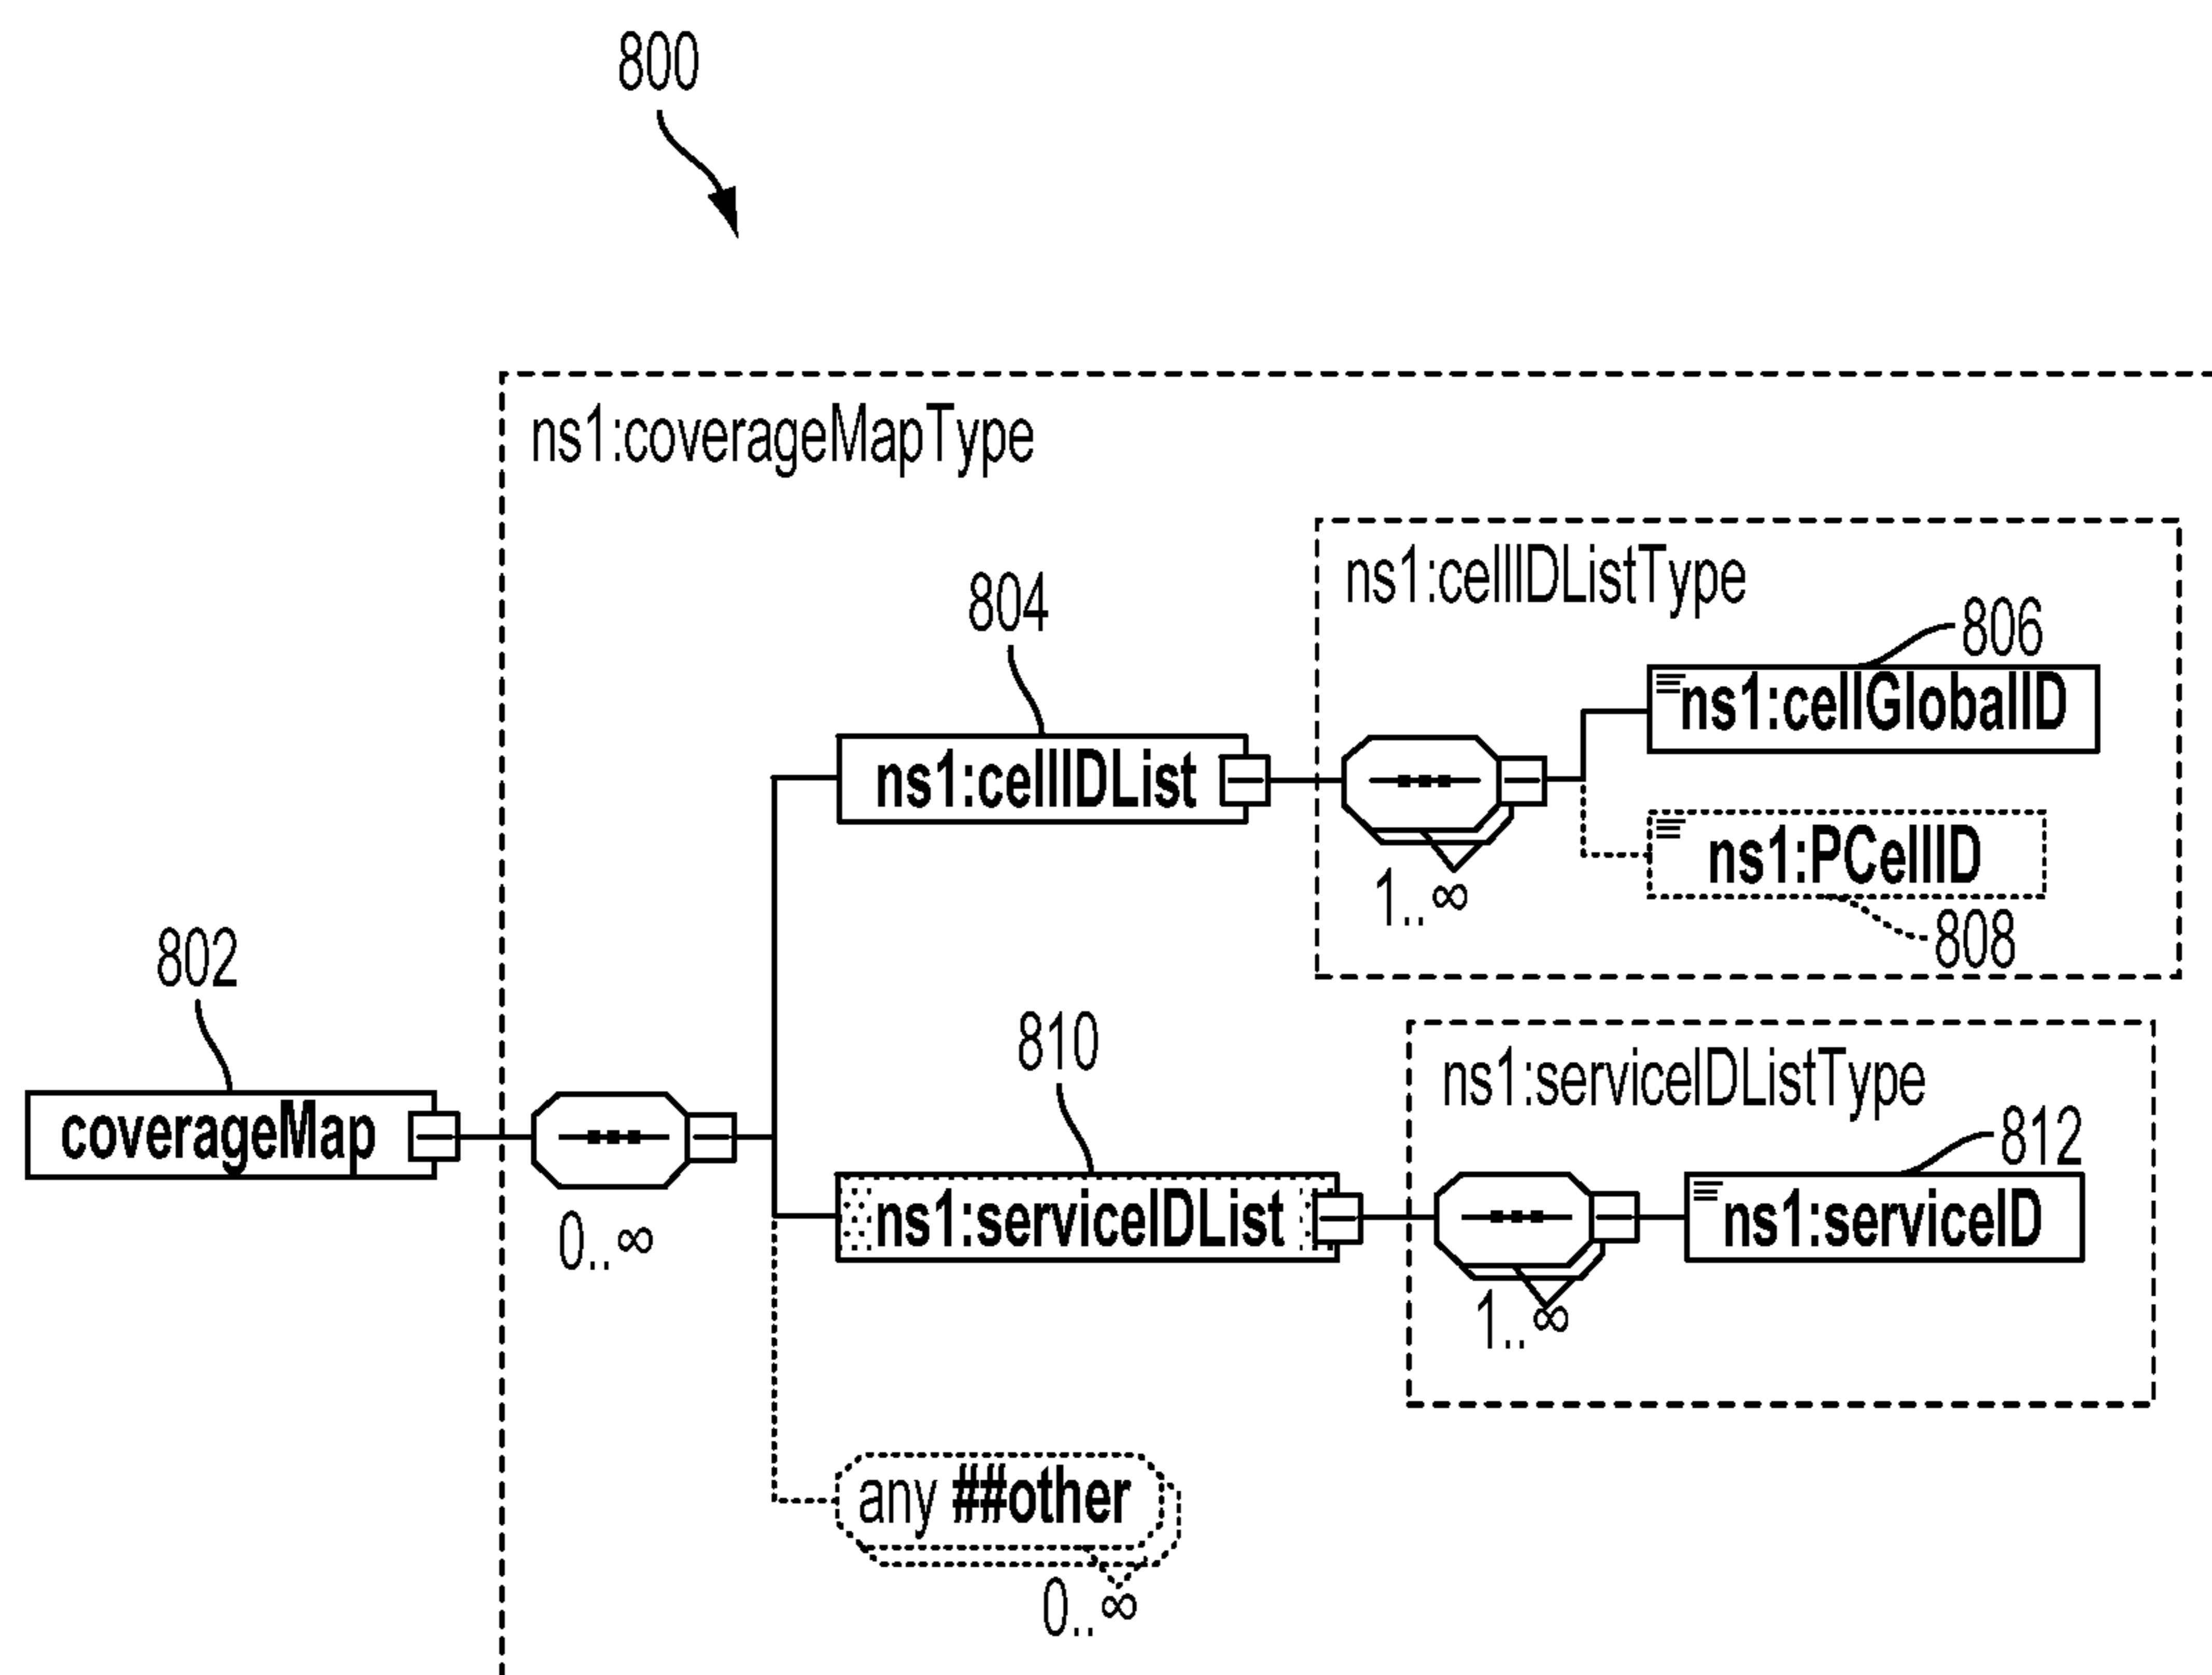 800
ns1:coverageMapType
ns1:cellIDListType
804
806
ns1:cellGlobalID
ns1:cellIDList
ns1:PCellID
1..∞
808
802
810
ns1:serviceIDListType
812
coverageMap
ns1:serviceIDList
ns1:serviceID
0..∞
1..∞
any ##other
0..∞